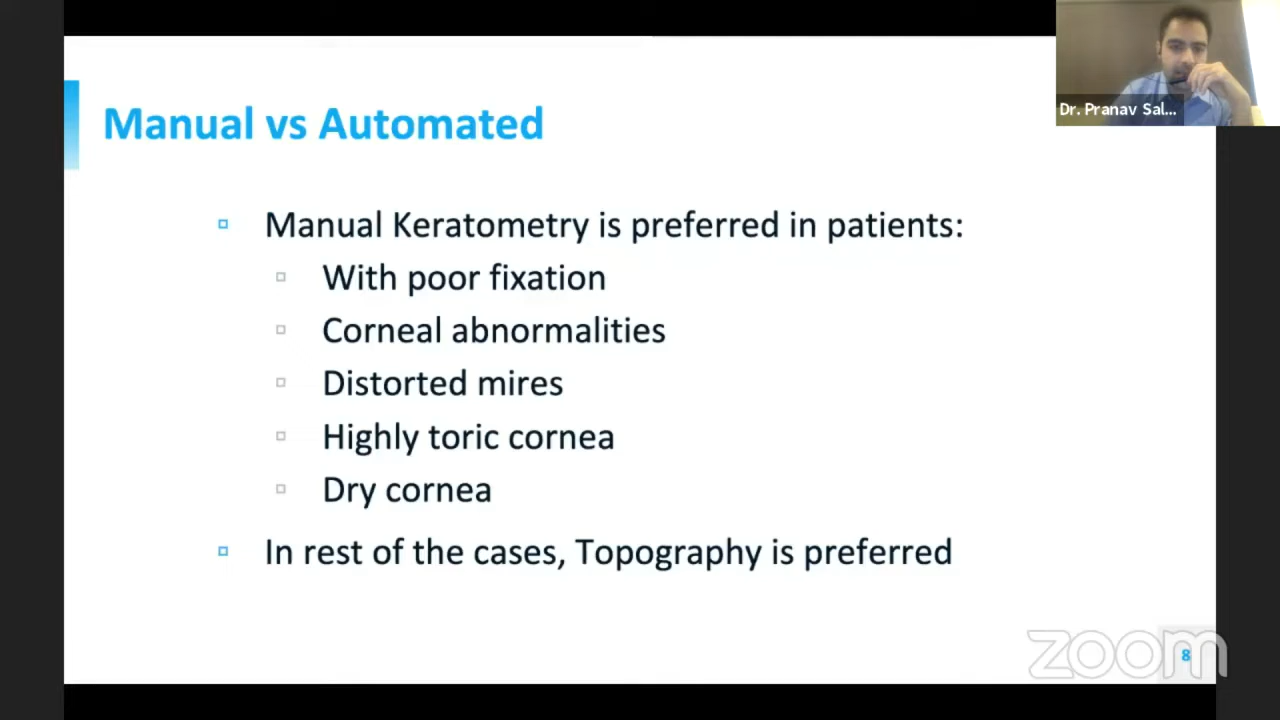 Dr. Pranav Sal...
Manual vs Automated
Manual Keratometry is preferred in patients:
With poor fixation
Corneal abnormalities
Distorted mires
Highly toric cornea
Dry cornea
In rest of the cases, Topography is preferred
zoom
8